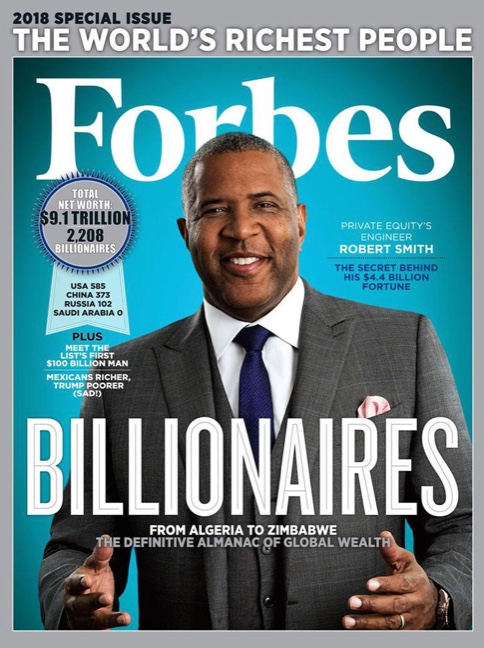 2018 SPECIAL ISSUE
THE WORLD'S RICHEST PEOPLE
Forbes
TOTAL
NET WORTH:
$9.1 TRILLION
2,208
BILLIONAIRES
USA 585
CHINA 373
RUSSIA 102
SAUDI ARABIA 0
PLUS
MEET THE
LIST'S FIRST
$100 BILLION MAN
MEXICANS RICHER,
TRUMP POORER
(SAD!)
PRIVATE EQUITY'S
ENGINEER
ROBERT SMITH
THE SECRET BEHIND
HIS $4.4 BILLION
FORTUNE
BILLIONAIRES
FROM ALGERIA TO ZIMBABWE
THE DEFINITIVE ALMANAC OF GLOBAL WEALTH